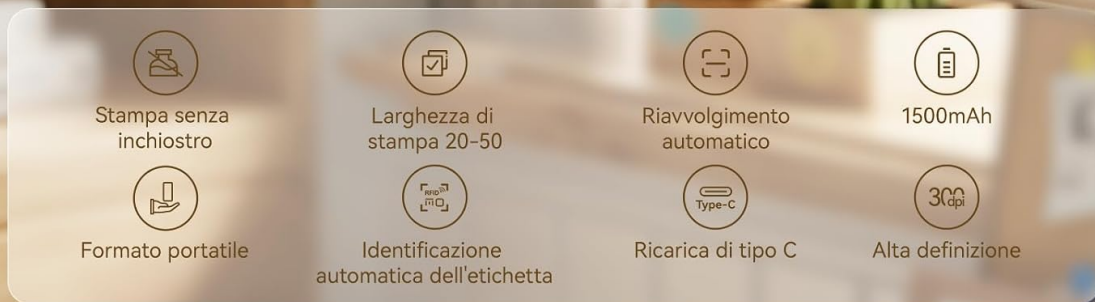 Stampa senza
inchiostro
Larghezza di
stampa 20-50
Riavvolgimento
automatico
1500mAh
Formato portatile
RFID
Identificazione
automatica dell'etichetta
Type-C
Ricarica di tipo C
300
dpi
Alta definizione